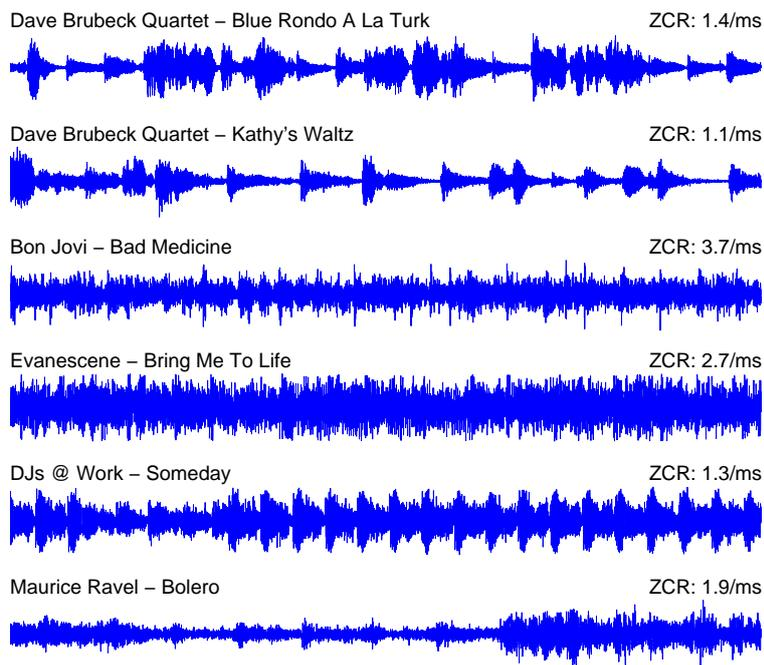 Dave Brubeck Quartet – Blue Rondo A La Turk ZCR: 1.4/ms
Dave Brubeck Quartet – Kathy's Waltz ZCR: 1.1/ms
Bon Jovi – Bad Medicine ZCR: 3.7/ms
Evanescene – Bring Me To Life ZCR: 2.7/ms
DJs @ Work – Someday ZCR: 1.3/ms
Maurice Ravel – Bolero ZCR: 1.9/ms